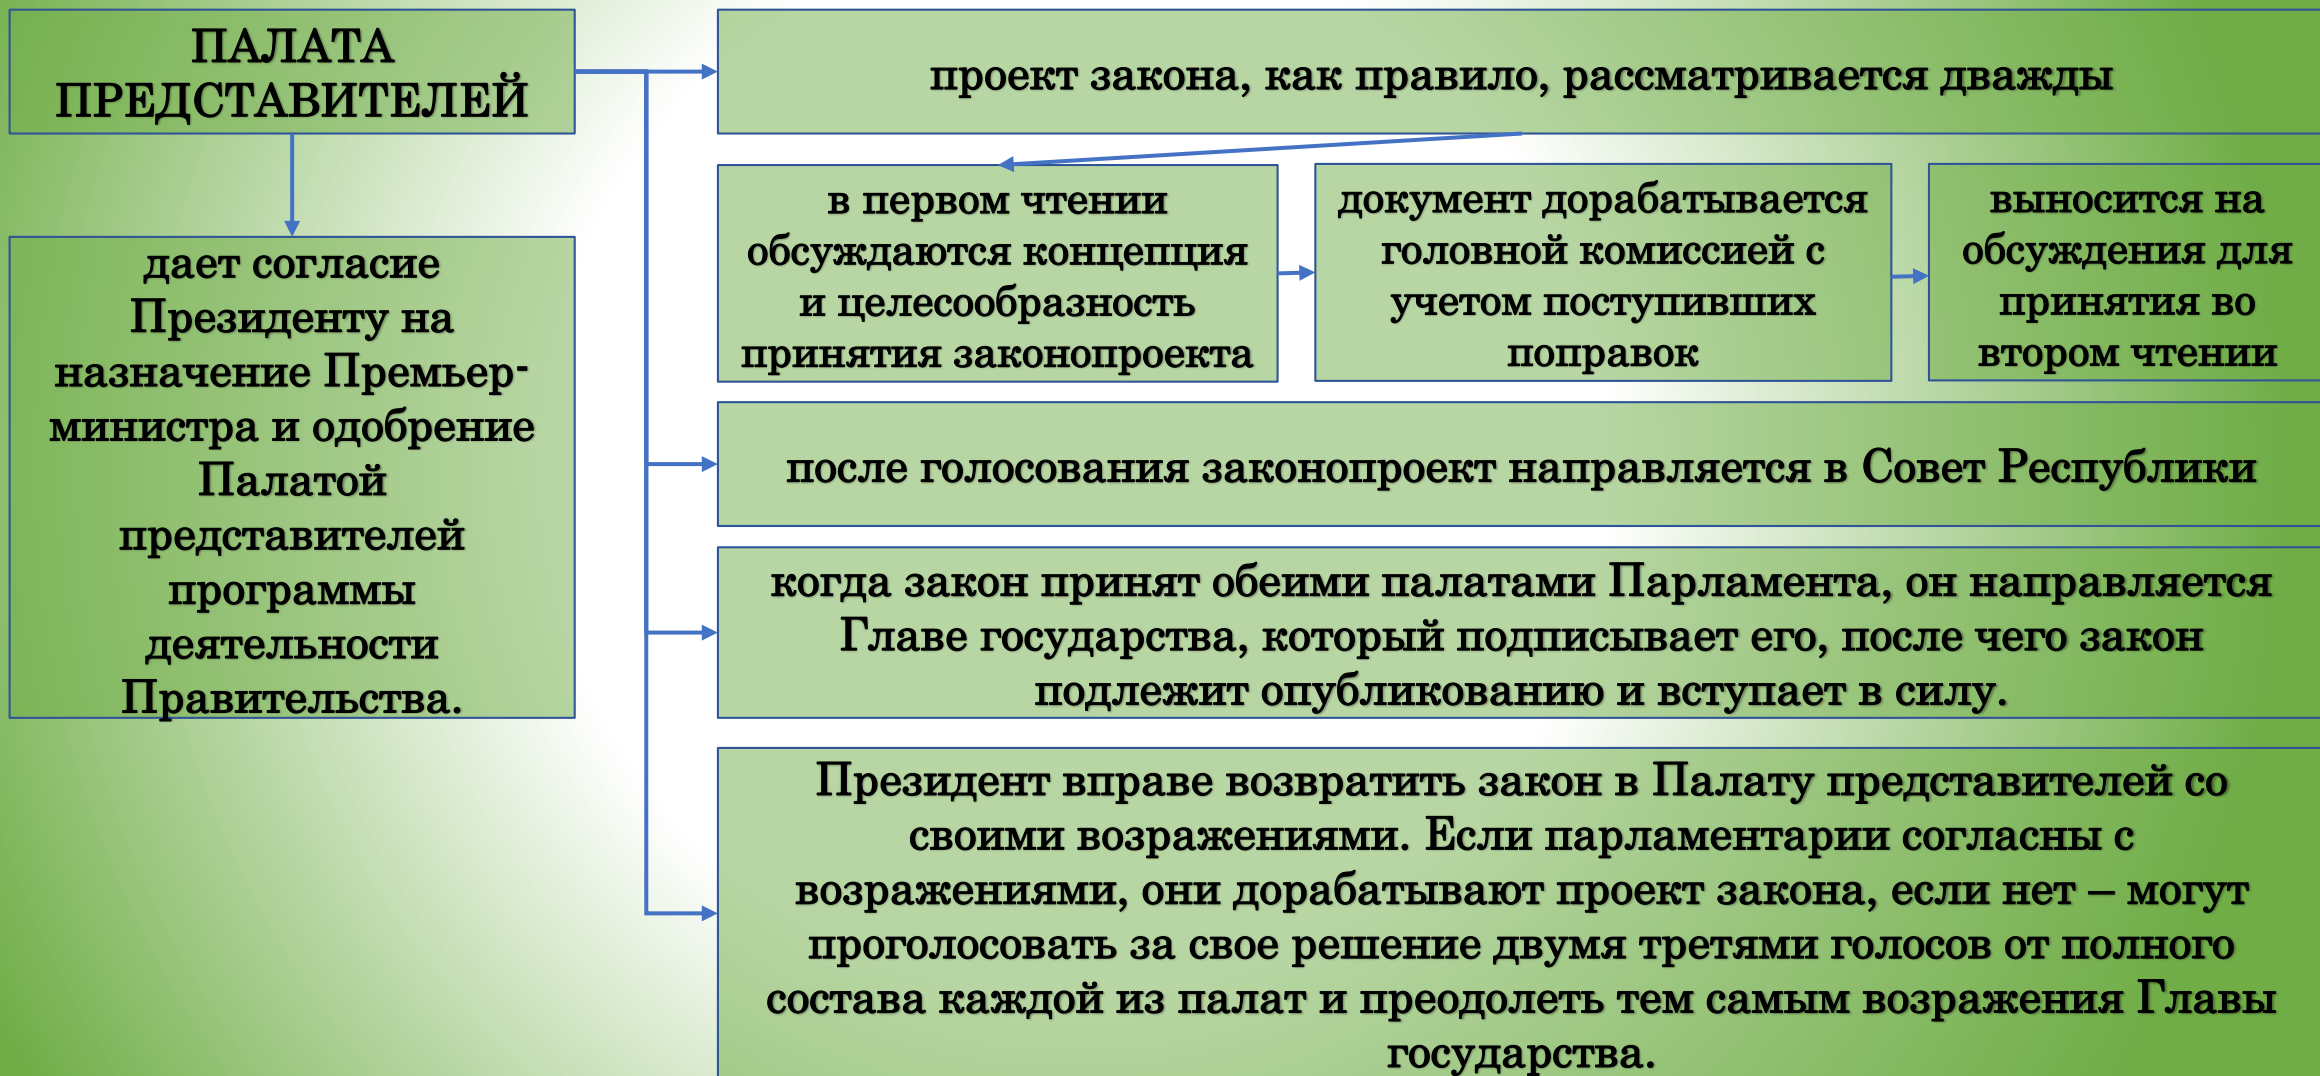 ПАЛАТА
ПРЕДСТАВИТЕЛЕЙ
дает согласие
Президенту на
назначение Премьер-
министра и одобрение
Палатой
представителей
программы
деятельности
Правительства.
проект закона, как правило, рассматривается дважды
в первом чтении
обсуждаются концепция
и целесообразность
принятия законопроекта
документ дорабатывается
головной комиссией с
учетом поступивших
поправок
выносится на
обсуждения для
принятия во
втором чтении
после голосования законопроект направляется в Совет Республики
когда закон принят обеими палатами Парламента, он направляется
Главе государства, который подписывает его, после чего закон
подлежит опубликованию и вступает в силу.
Президент вправе возвратить закон в Палату представителей со
своими возражениями. Если парламентарии согласны с
возражениями, они дорабатывают проект закона, если нет – могут
проголосовать за свое решение двумя третями голосов от полного
состава каждой из палат и преодолеть тем самым возражения Главы
государства.